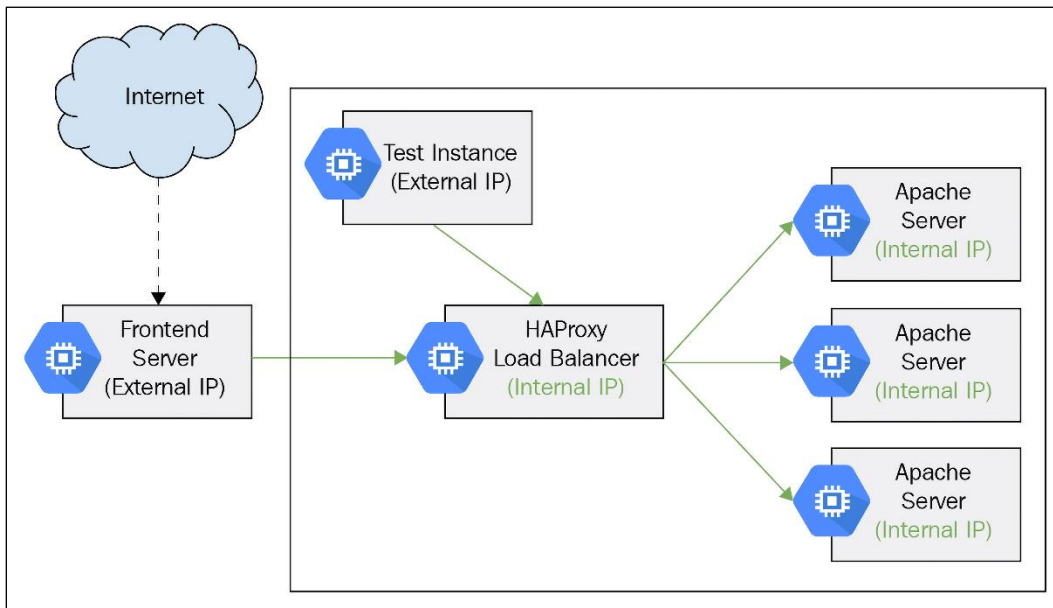 Internet
Test Instance
(External IP)
Apache
Server
(Internal IP)
Frontend
Server
(External IP)
HAProxy
Load Balancer
(Internal IP)
Apache
Server
(Internal IP)
Apache
Server
(Internal IP)